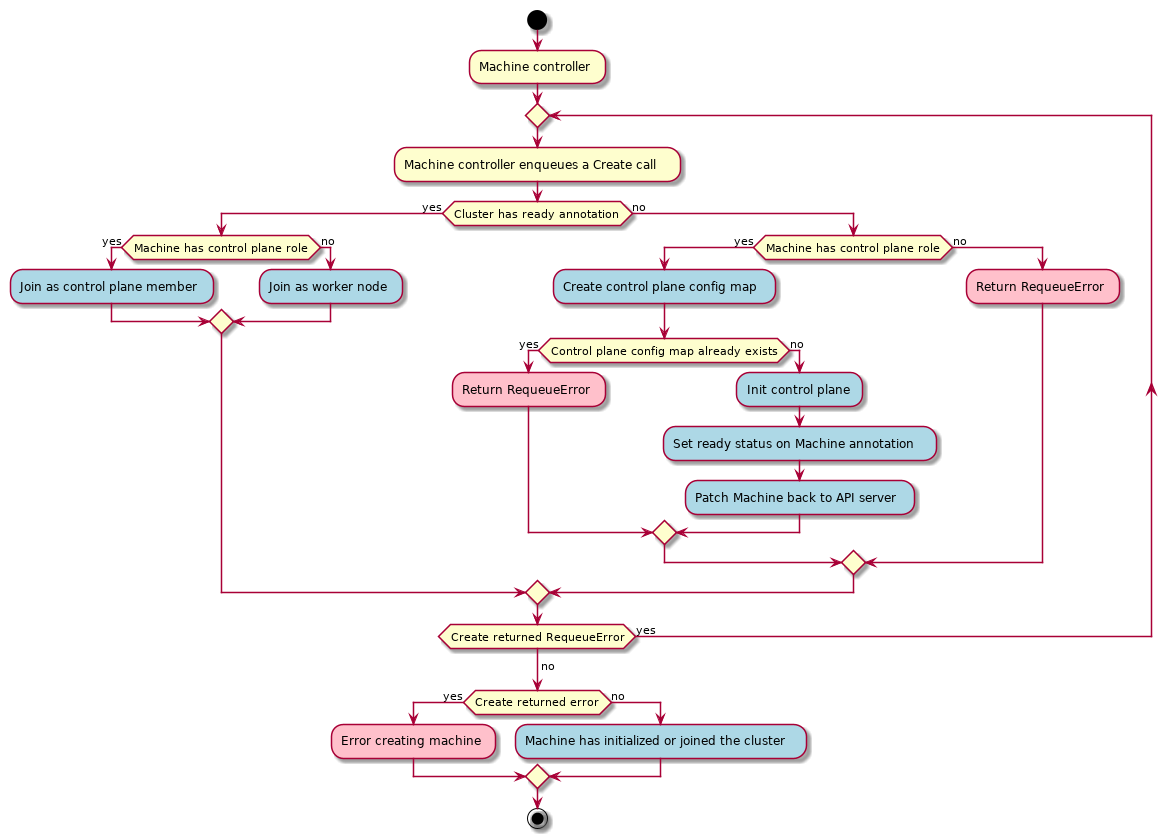 Machine controller
Machine controller enqueues a Create call
yes
Cluster has ready annotation
no
yes
Machine has control plane role
no
yes
Machine has control plane role
no
Join as control plane member
Join as worker node
Create control plane config map
Return RequeueError
yes
Control plane config map already exists
no
Return RequeueError
Init control plane
Set ready status on Machine annotation
Patch Machine back to API server
Create returned RequeueError
yes
no
yes
Create returned error
no
Error creating machine
Machine has initialized or joined the cluster